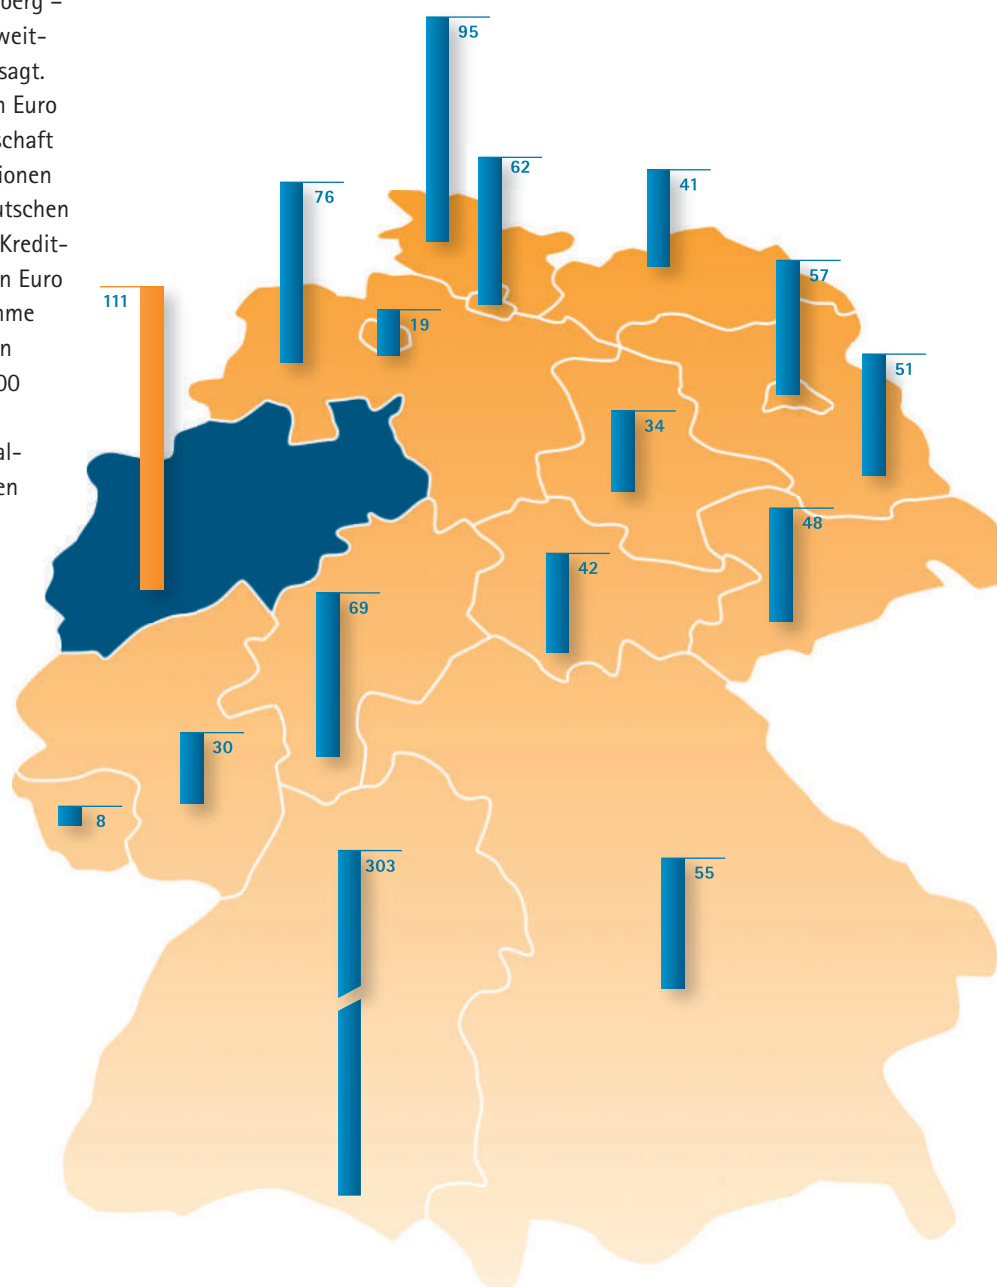 berg –
weit-
sagt.
n Euro
schaft
ionen
utschen
Kredit-
n Euro
nme
n
00
al-
en
95
62
41
76
57
111
19
51
34
48
42
69
30
8
303
55